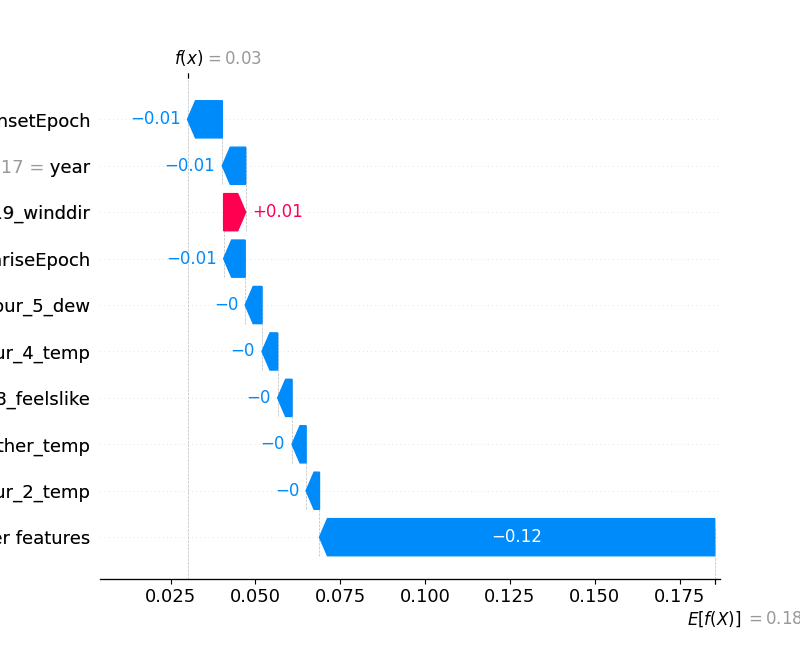 f(x) = 0.03
nsetEpoch −0.01
17 = year −0.01
9_winddir +0.01
riseEpoch −0.01
our_5_dew −0
ur_4_temp −0
3_feelslike −0
ther_temp −0
ur_2_temp −0
er features −0.12
0.025 0.050 0.075 0.100 0.125 0.150 0.175
E[f(X)] = 0.18